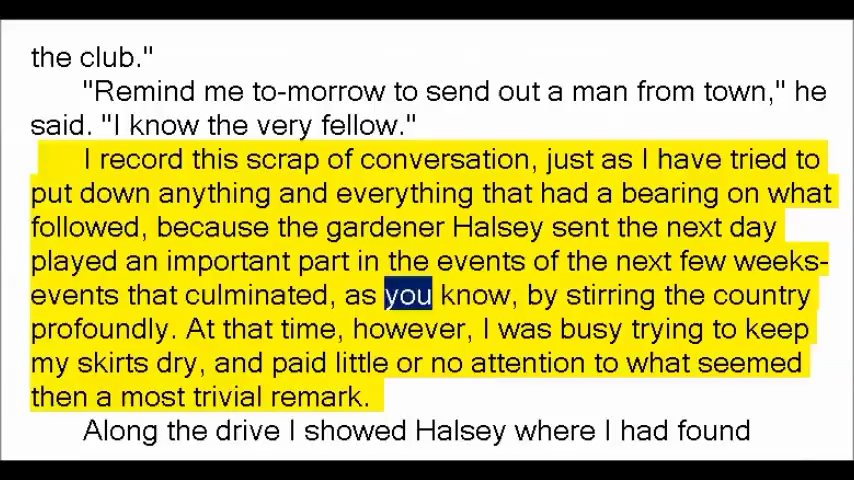 the club."
"Remind me to-morrow to send out a man from town," he
said. "I know the very fellow."
I record this scrap of conversation, just as I have tried to
put down anything and everything that had a bearing on what
followed, because the gardener Halsey sent the next day
played an important part in the events of the next few weeks-
events that culminated, as you know, by stirring the country
profoundly. At that time, however, I was busy trying to keep
my skirts dry, and paid little or no attention to what seemed
then a most trivial remark.
Along the drive I showed Halsey where I had found